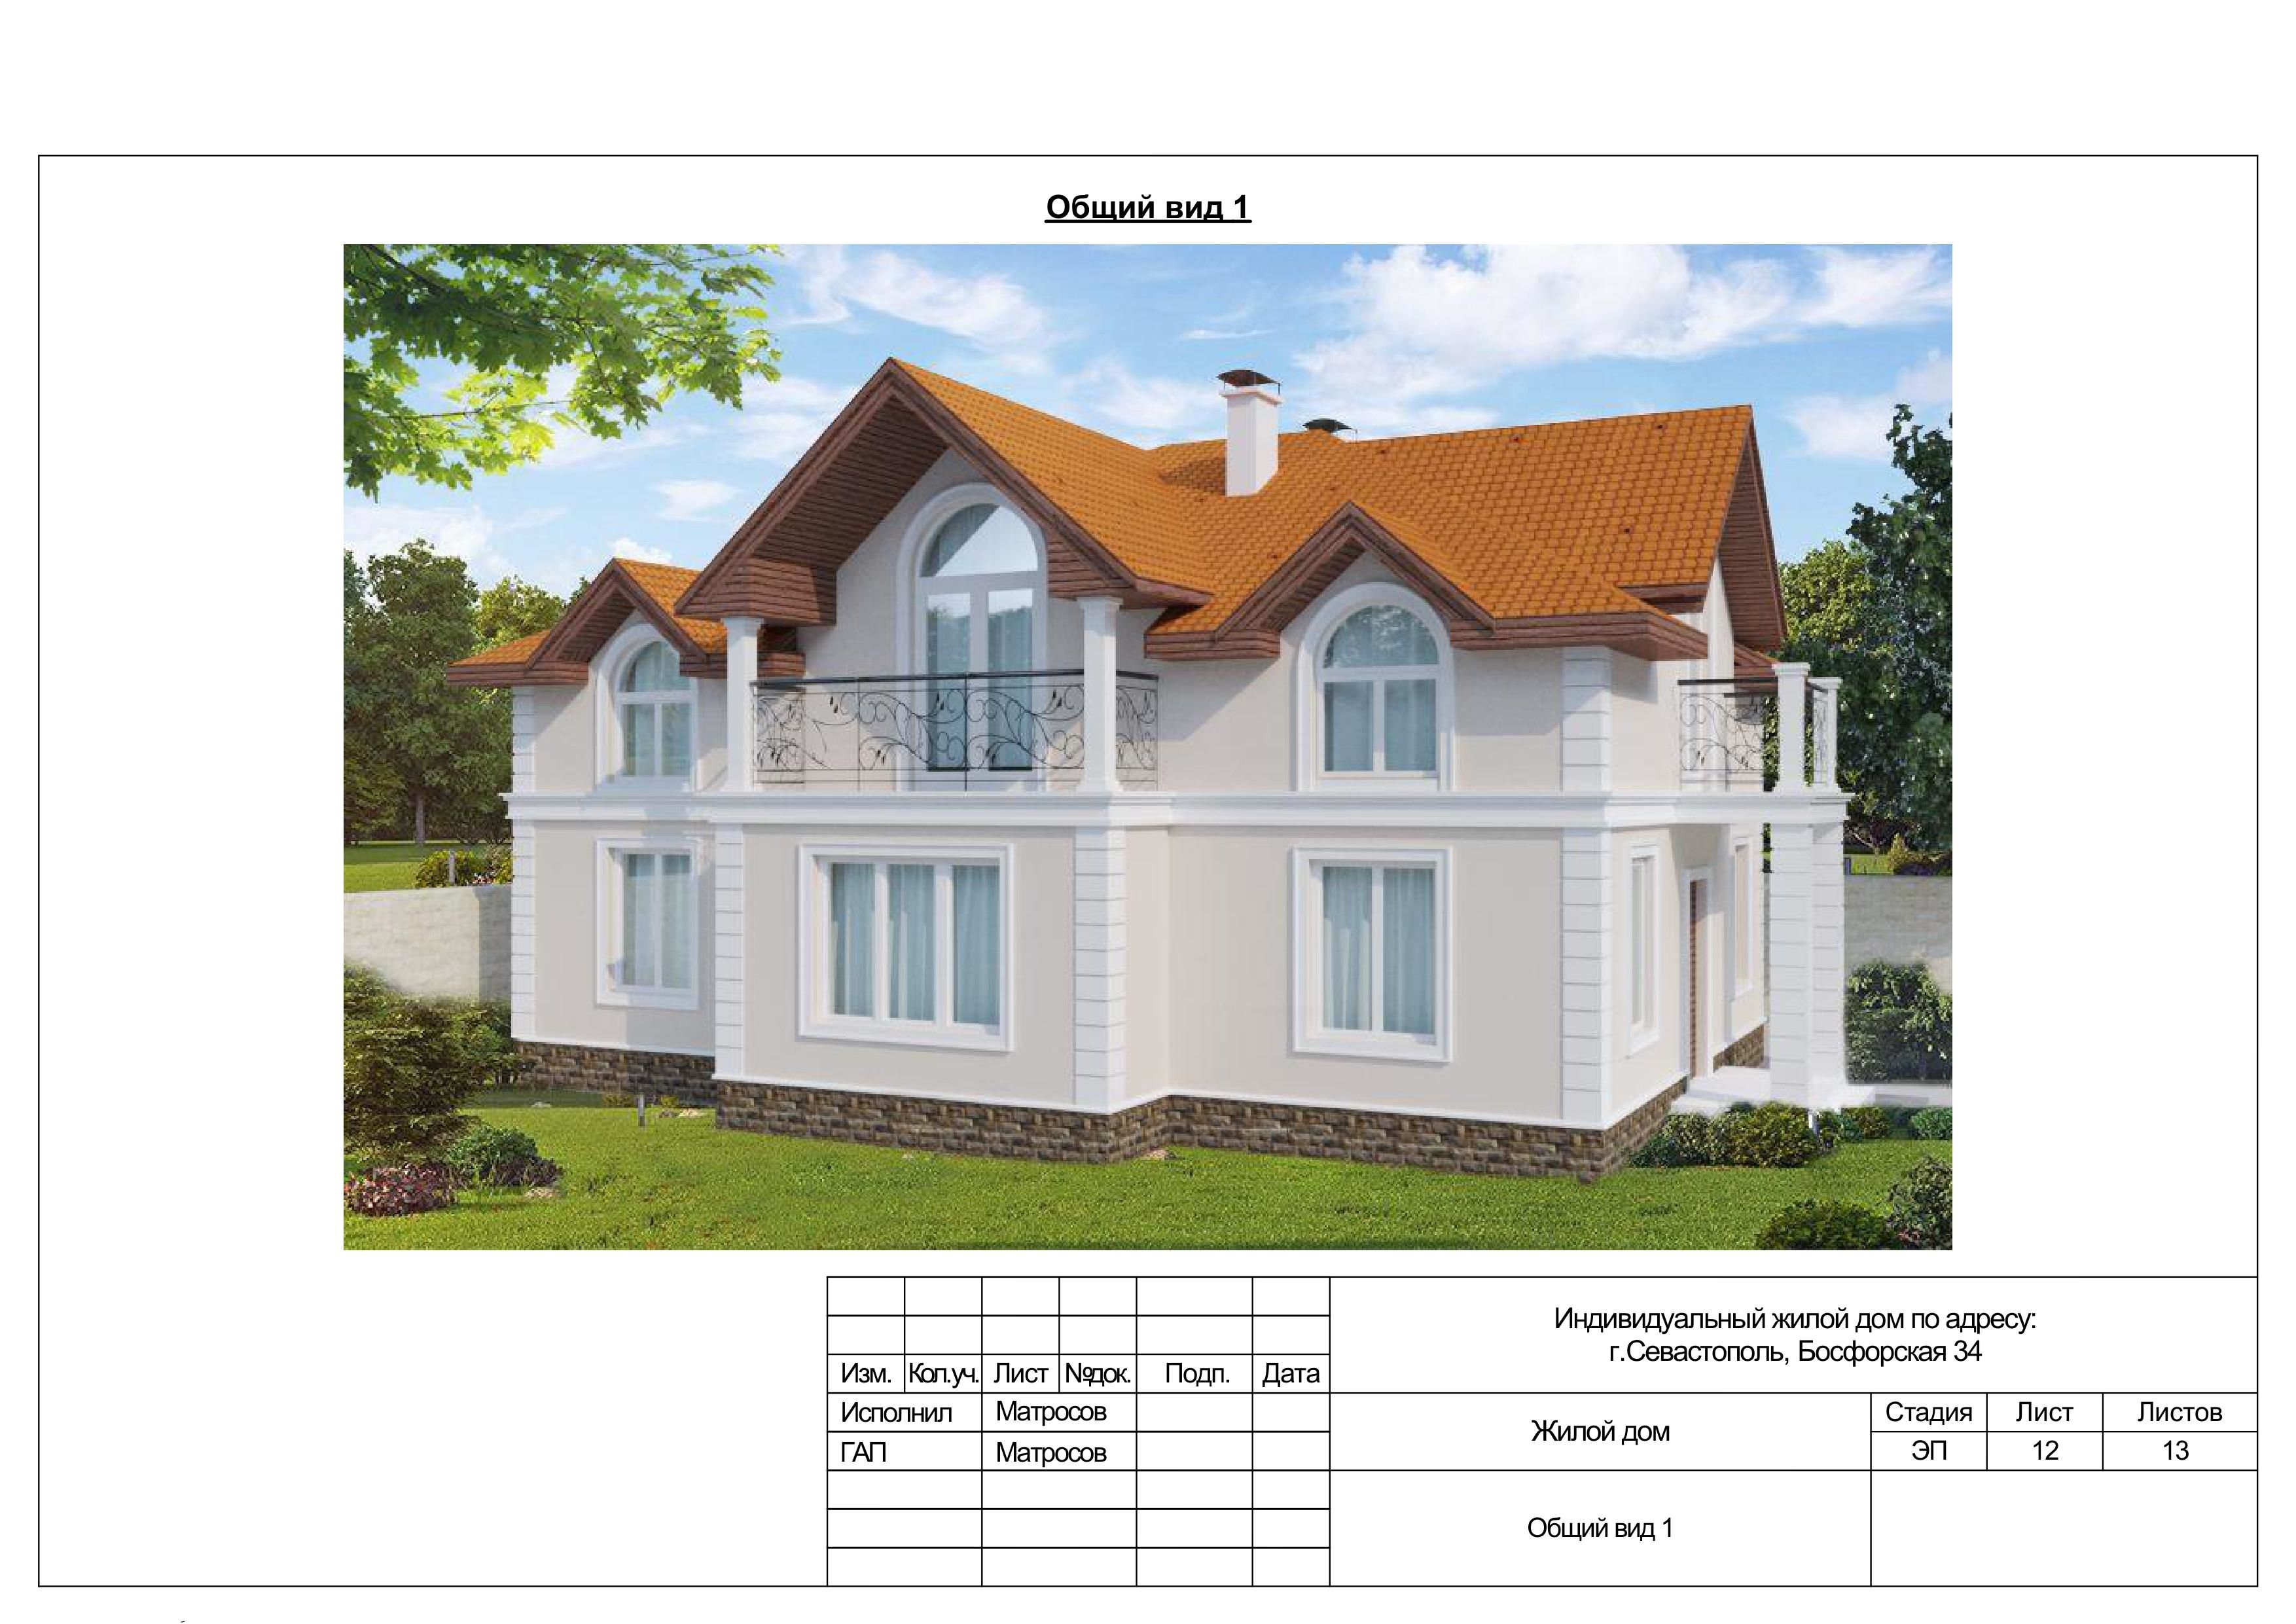 Общий вид 1
Индивидуальный жилой дом по адресу:
г.Севастополь, Босфорская 34
Изм. Кол.уч. Лист №док. Подп. Дата
Исполнил Матросов
ГАП Матросов
Жилой дом
Стадия Лист Листов
ЭП 12 13
Общий вид 1